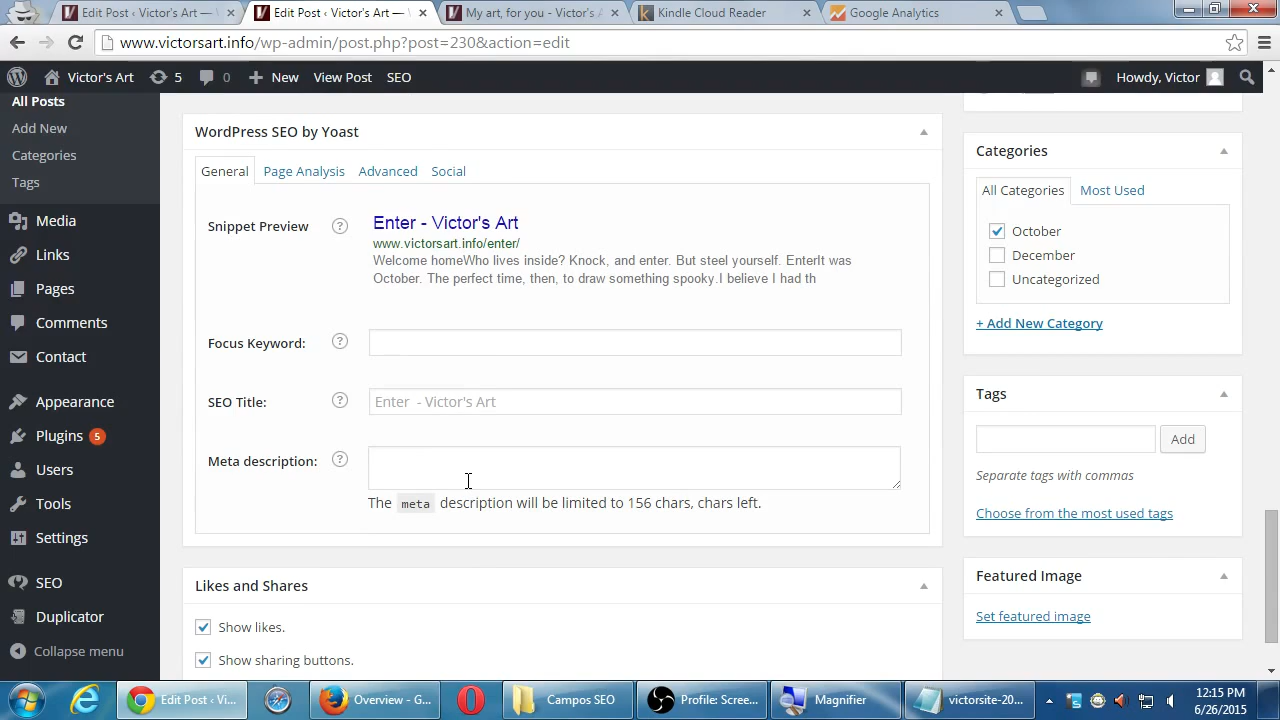 Edit Post ‹ Victor's Art —
Edit Post ‹ Victor's Art — \
My art, for you - Victor's A
Kindle Cloud Reader
Google Analytics
www.victorsart.info/wp-admin/post.php?post=230&action=edit
Victor's Art
5
0
New
View Post
SEO
Howdy, Victor
All Posts
Add New
Categories
Tags
Media
Links
Pages
Comments
Contact
Appearance
Plugins 5
Users
Tools
Settings
SEO
Duplicator
Collapse menu
WordPress SEO by Yoast
General
Page Analysis
Advanced
Social
Snippet Preview ?
Enter - Victor's Art
www.victorsart.info/enter/
Welcome homeWho lives inside? Knock, and enter. But steel yourself. EnterIt was
October. The perfect time, then, to draw something spooky.I believe I had th
Focus Keyword: ?
SEO Title: ?
Enter - Victor's Art
Meta description: ?
The meta description will be limited to 156 chars, chars left.
Likes and Shares
Show likes.
Show sharing buttons.
Categories
All Categories
Most Used
October
December
Uncategorized
+ Add New Category
Tags
Add
Separate tags with commas
Choose from the most used tags
Featured Image
Set featured image
Edit Post ‹ Vi...
Overview - G...
Campos SEO
Profile: Scree...
Magnifier
victorsite-20...
12:15 PM
6/26/2015